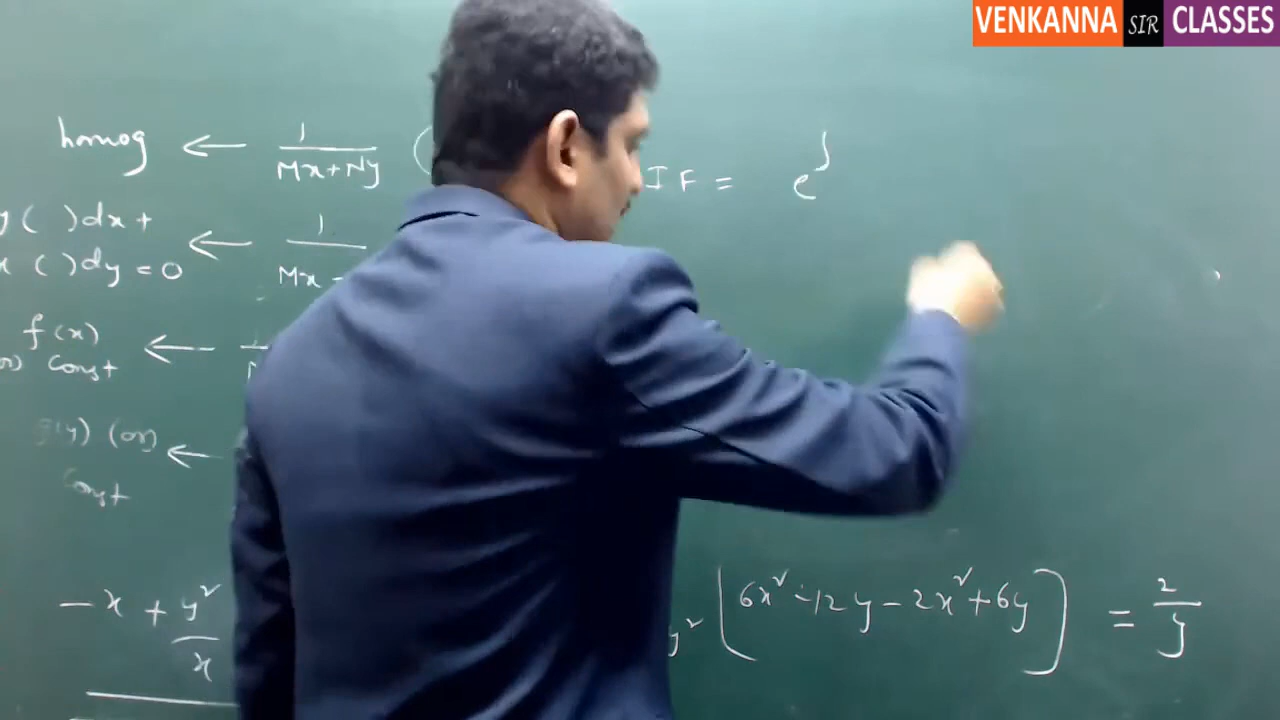 VENKANNA SIR CLASSES
homog ← 1/(Mx+Ny) (
IF = e^∫
y ( ) dx +
x ( ) dy = 0 ← 1/(Mx -
f(x) ←
(or) Const
g(y) (or) ←
Const
-x + y²/x
y² [6x² - 12y - 2x² + 6y] = 2/y